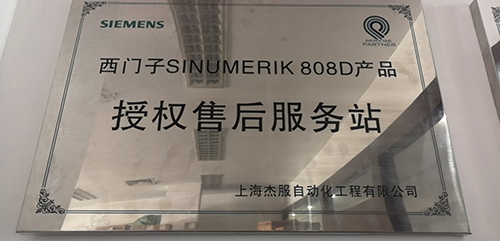 SIEMENS
PARTNER
西门子SINUMERIK 808D产品
授权售后服务站
上海杰服自动化工程有限公司